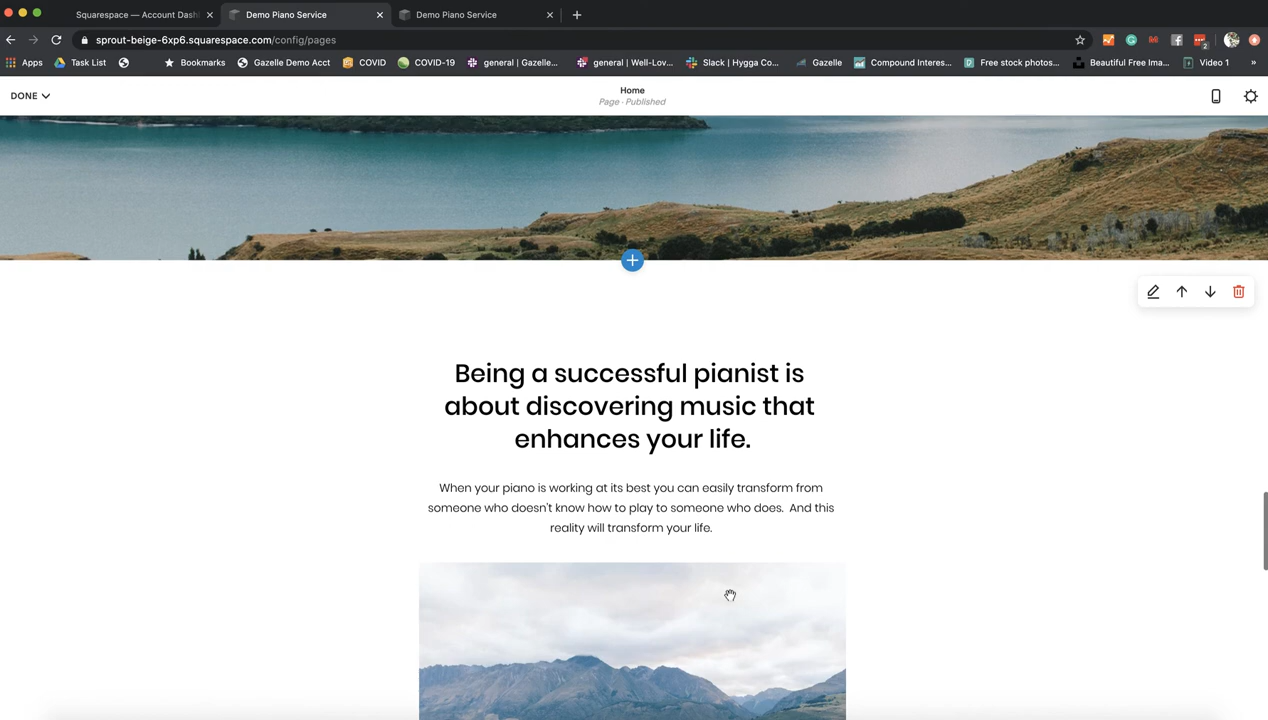 Squarespace — Account Dash
Demo Piano Service
Demo Piano Service
sprout-beige-6xp6.squarespace.com/config/pages
2
Apps
Task List
Bookmarks
Gazelle Demo Acct
COVID
COVID-19
general | Gazelle...
general | Well-Lov...
Slack | Hygga Co...
Gazelle
Compound Interes...
Free stock photos...
Beautiful Free Ima...
Video 1
»
DONE
Home
Page · Published
Being a successful pianist is
about discovering music that
enhances your life.
When your piano is working at its best you can easily transform from
someone who doesn't know how to play to someone who does. And this
reality will transform your life.